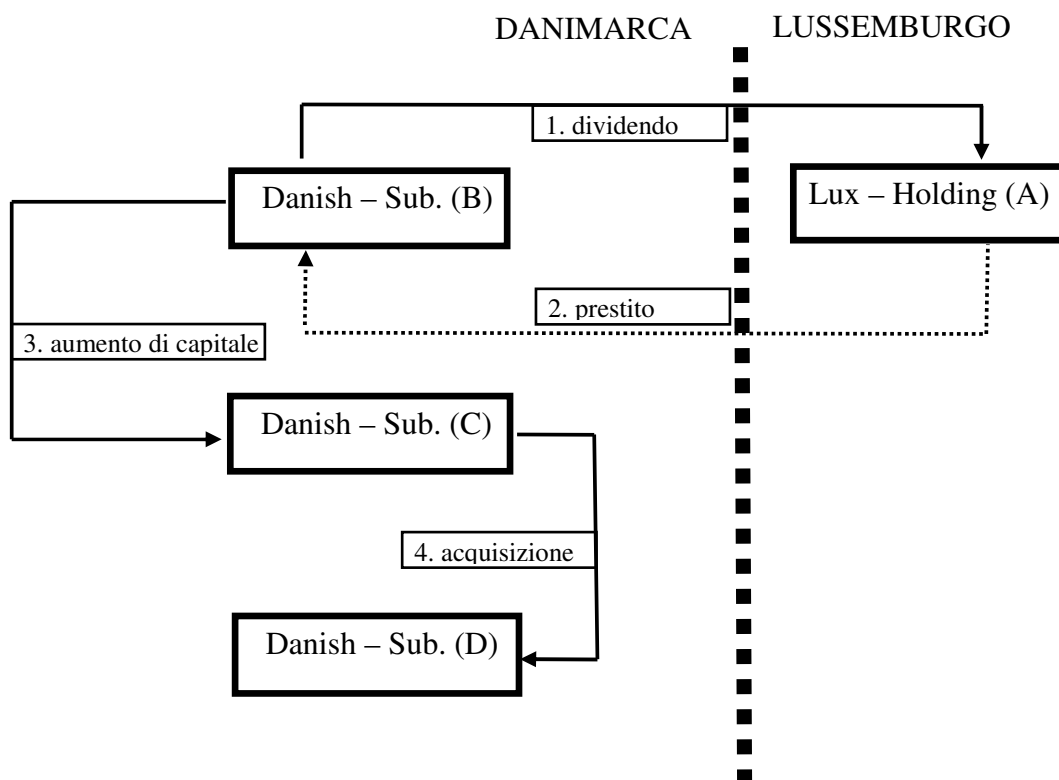 DANIMARCA
LUSSEMBURGO
1. dividendo
Danish – Sub. (B)
Lux – Holding (A)
2. prestito
3. aumento di capitale
Danish – Sub. (C)
4. acquisizione
Danish – Sub. (D)